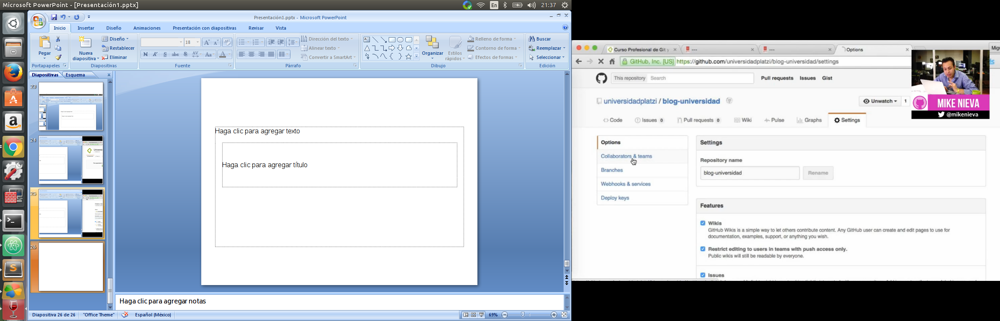 Microsoft PowerPoint - [Presentación1.pptx]
En
21:37
Presentación1.pptx - Microsoft PowerPoint
Inicio
Insertar
Diseño
Animaciones
Presentación con diapositivas
Revisar
Vista
Pegar
Portapapeles
Nueva
diapositiva
Diseño
Restablecer
Eliminar
Diapositivas
18
N K S abc S AV Aa A
Fuente
Dirección del texto
Alinear texto
Convertir a SmartArt
Párrafo
Organizar
Estilos
rápidos
Relleno de forma
Contorno de forma
Efectos de formas
Dibujo
Buscar
Reemplazar
Seleccionar
Edición
Diapositivas
Esquema
23
24
25
26
Haga clic para agregar texto
Haga clic para agregar título
Haga clic para agregar notas
Diapositiva 26 de 26
"Office Theme"
Español (México)
69%
Curso Profesional de Git y
---
---
Options
GitHub, Inc. [US] https://github.com/universidadplatzi/blog-universidad/settings
This repository
Search
Pull requests
Issues
Gist
universidadplatzi / blog-universidad
Unwatch
1
Code
Issues 0
Pull requests 0
Wiki
Pulse
Graphs
Settings
MIKE NIEVA
@mikenieva
Options
Collaborators & teams
Branches
Webhooks & services
Deploy keys
Settings
Repository name
blog-universidad
Rename
Features
Wikis
GitHub Wikis is a simple way to let others contribute content. Any GitHub user can create and edit pages to use for
documentation, examples, support, or anything you wish.
Restrict editing to users in teams with push access only.
Public wikis will still be readable by everyone.
Issues